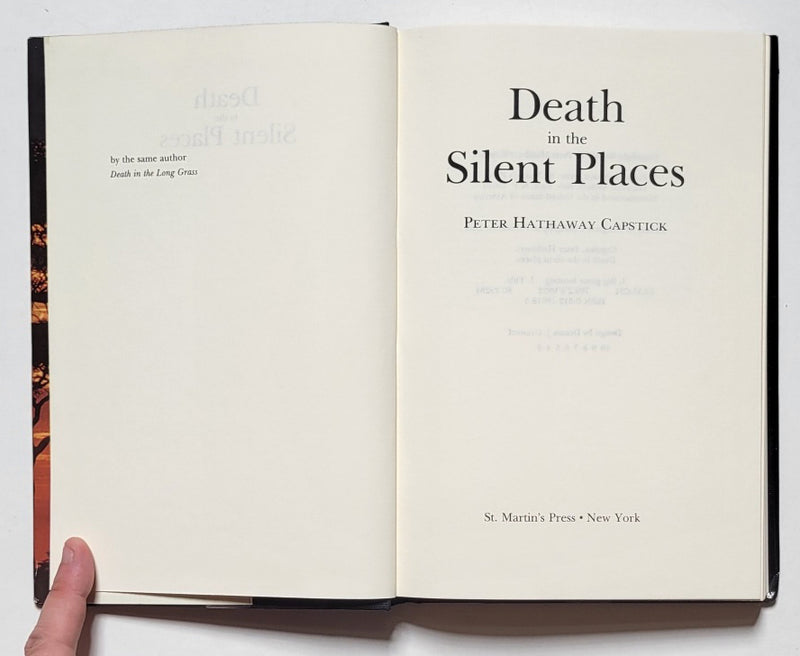 by the same author
Death in the Long Grass
Death
in the
Silent Places
PETER HATHAWAY CAPSTICK
St. Martin's Press • New York